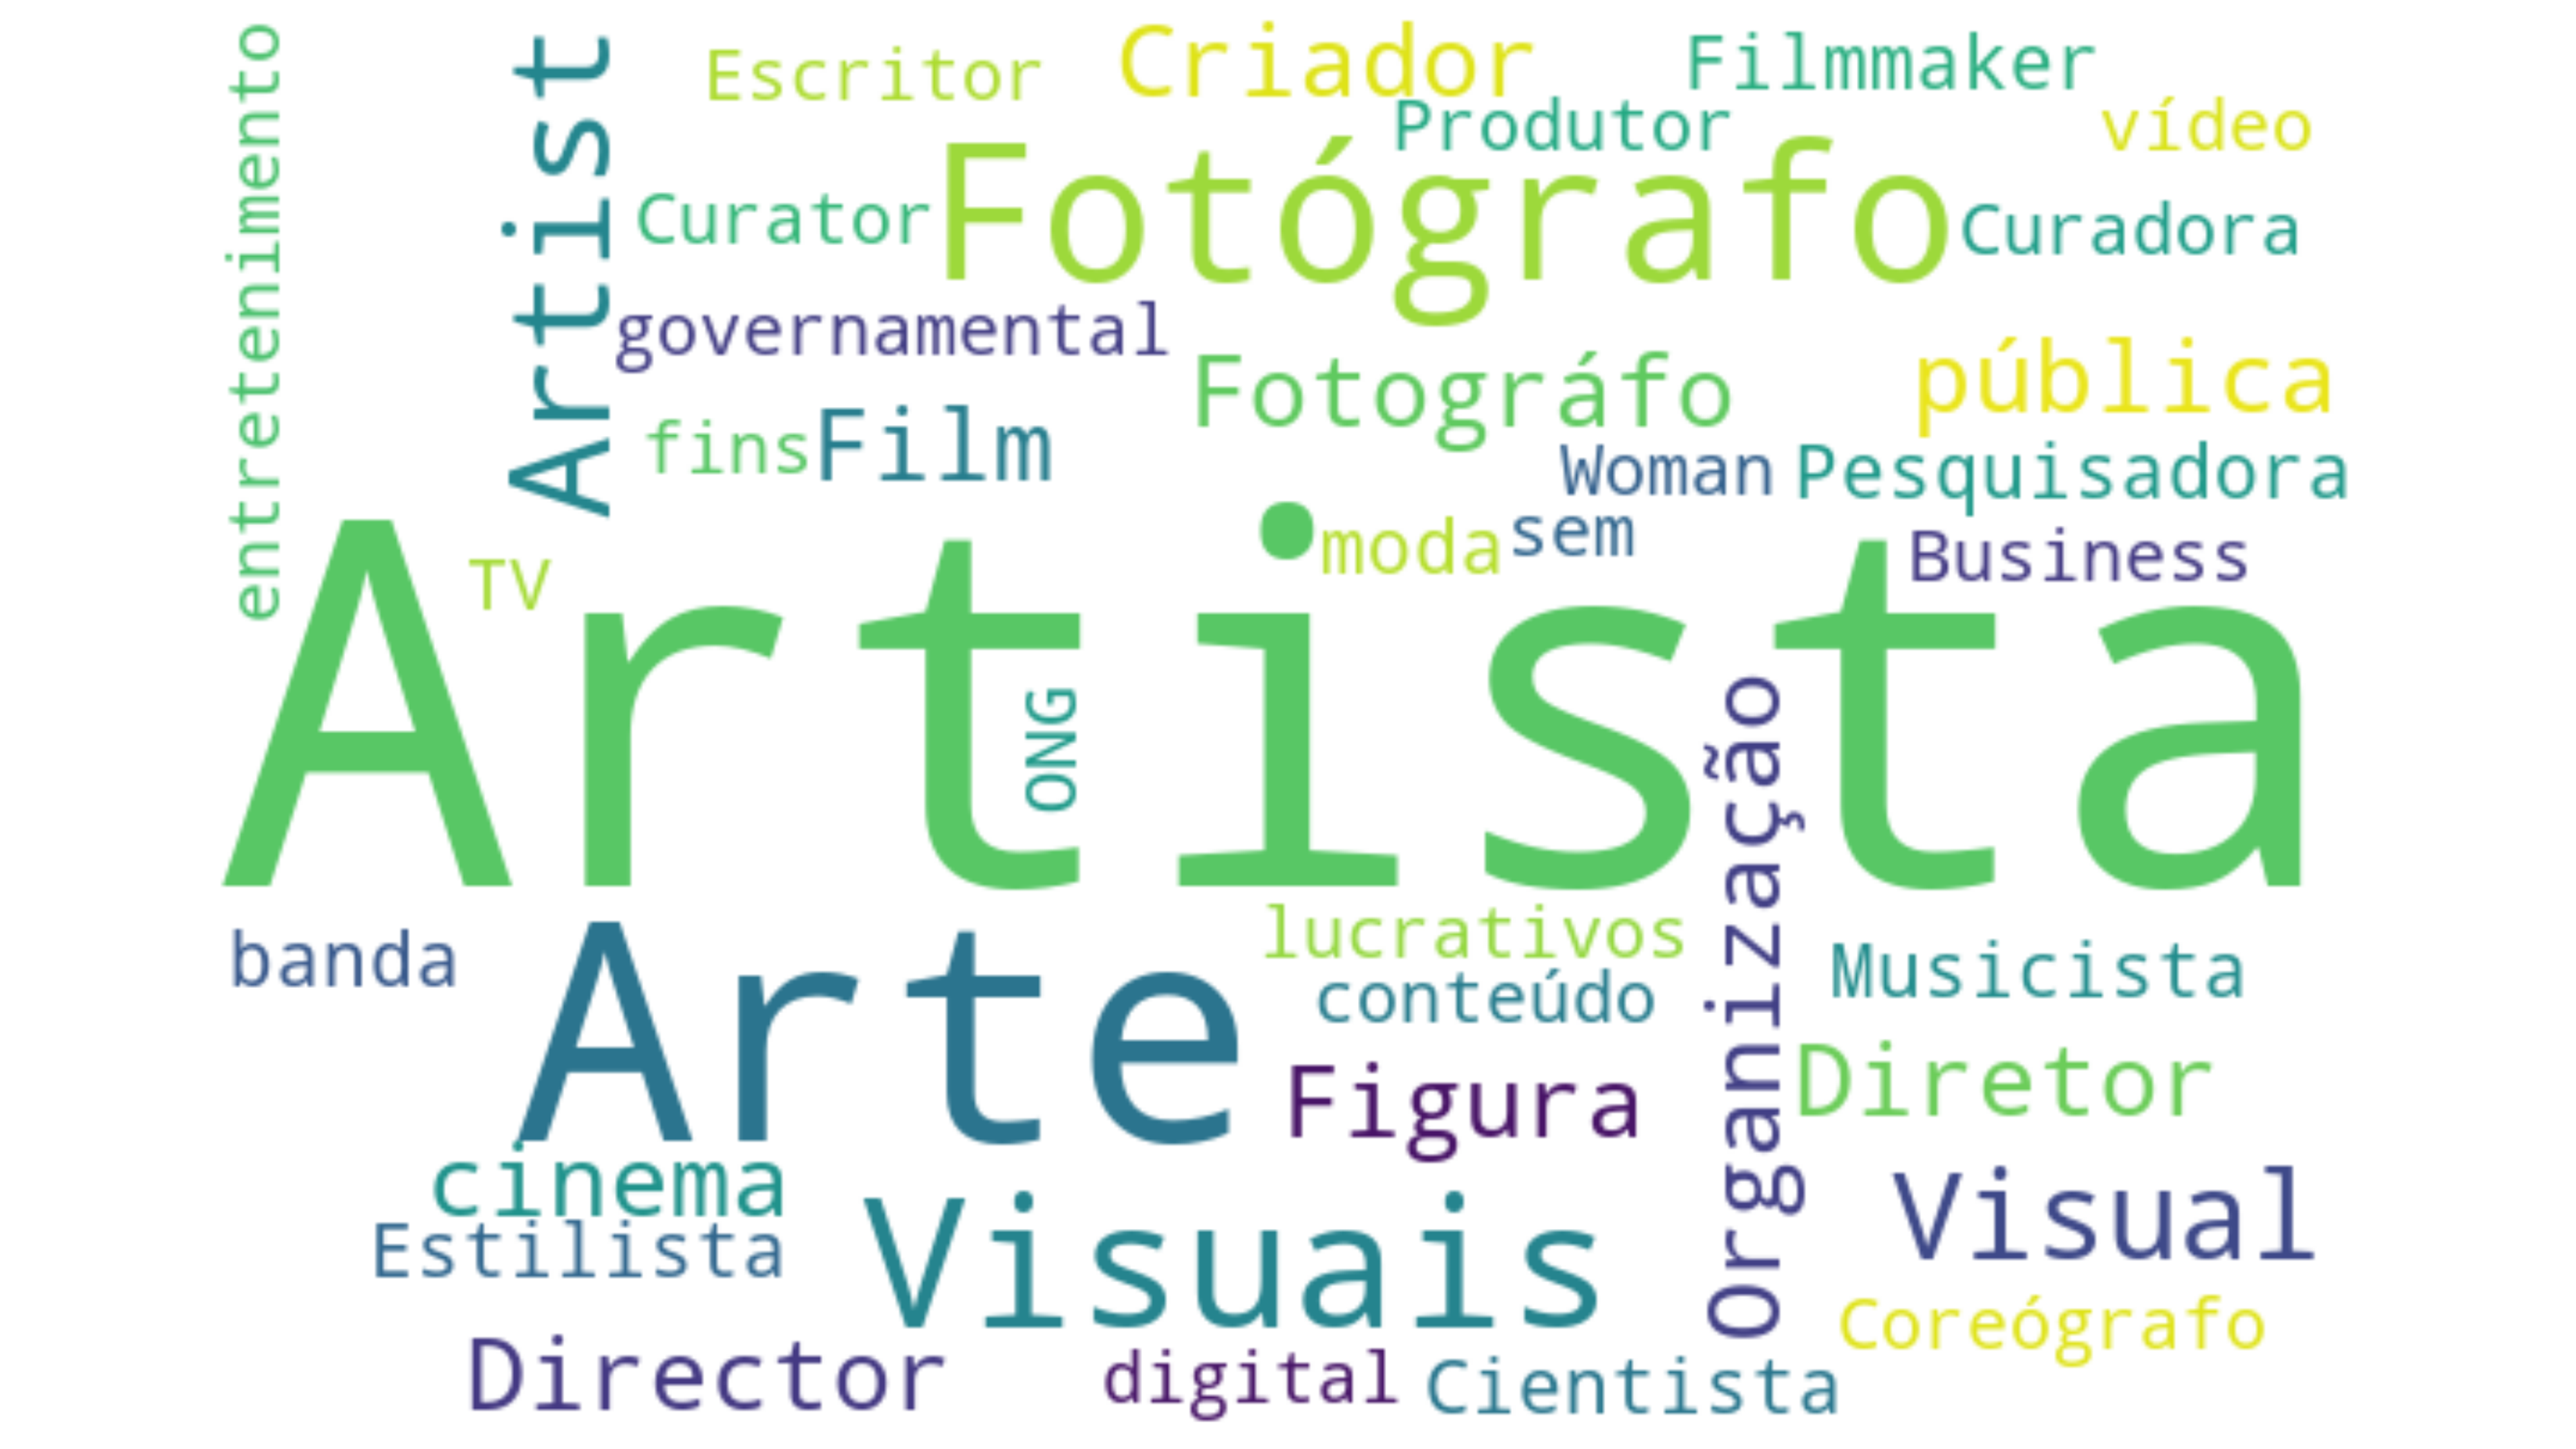 entretenimento
Artist
Escritor
Criador
Filmmaker
Produtor
vídeo
Curator
Fotógrafo
Curadora
governamental
Fotográfo
pública
fins
Film
Woman
Pesquisadora
moda
sem
Business
TV
Artista
ONG
Organização
banda
Arte
lucrativos
conteúdo
Musicista
Figura
Diretor
cinema
Estilista
Visuais
Visual
Coreógrafo
Director
digital
Cientista